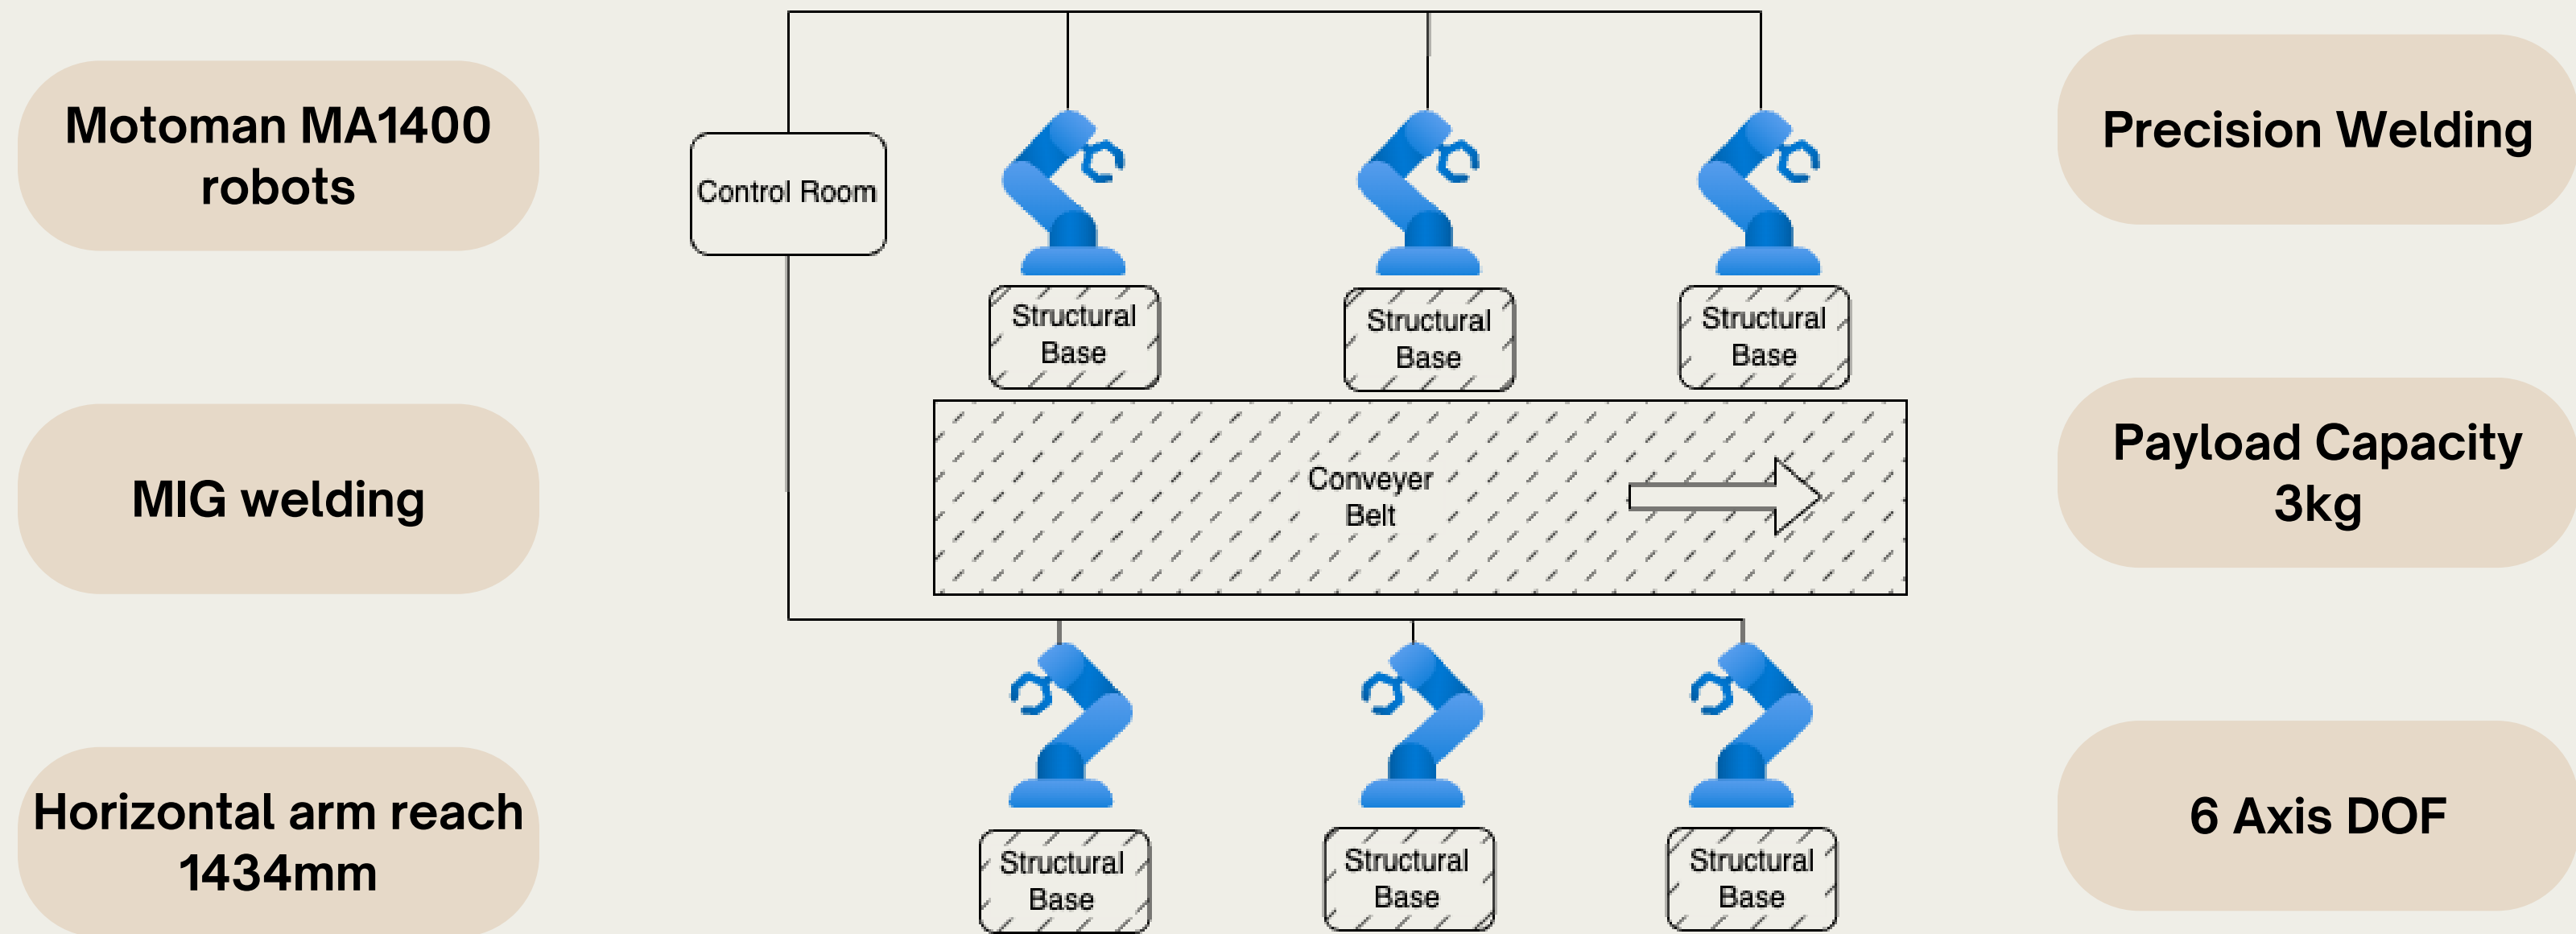 Motoman MA1400
robots
MIG welding
Horizontal arm reach
1434mm
Control Room
Structural
Base
Structural
Base
Structural
Base
Conveyer
Belt
Structural
Base
Structural
Base
Structural
Base
Precision Welding
Payload Capacity
3kg
6 Axis DOF